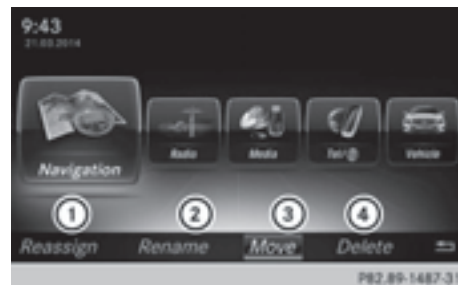 9:43
21.03.2014
Navigation
Radio
Media
Tel/@
Vehicle
1 2 3 4
Reassign Rename Move Delete
P82.89-1487-31